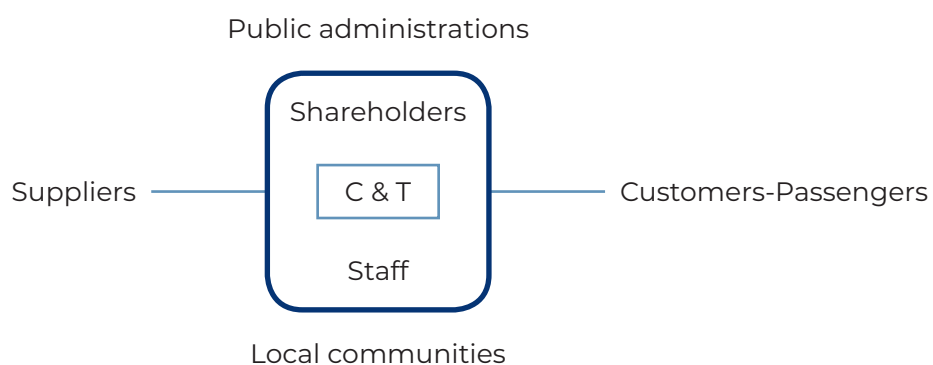 Public administrations
Shareholders
Suppliers
C & T
Customers-Passengers
Staff
Local communities